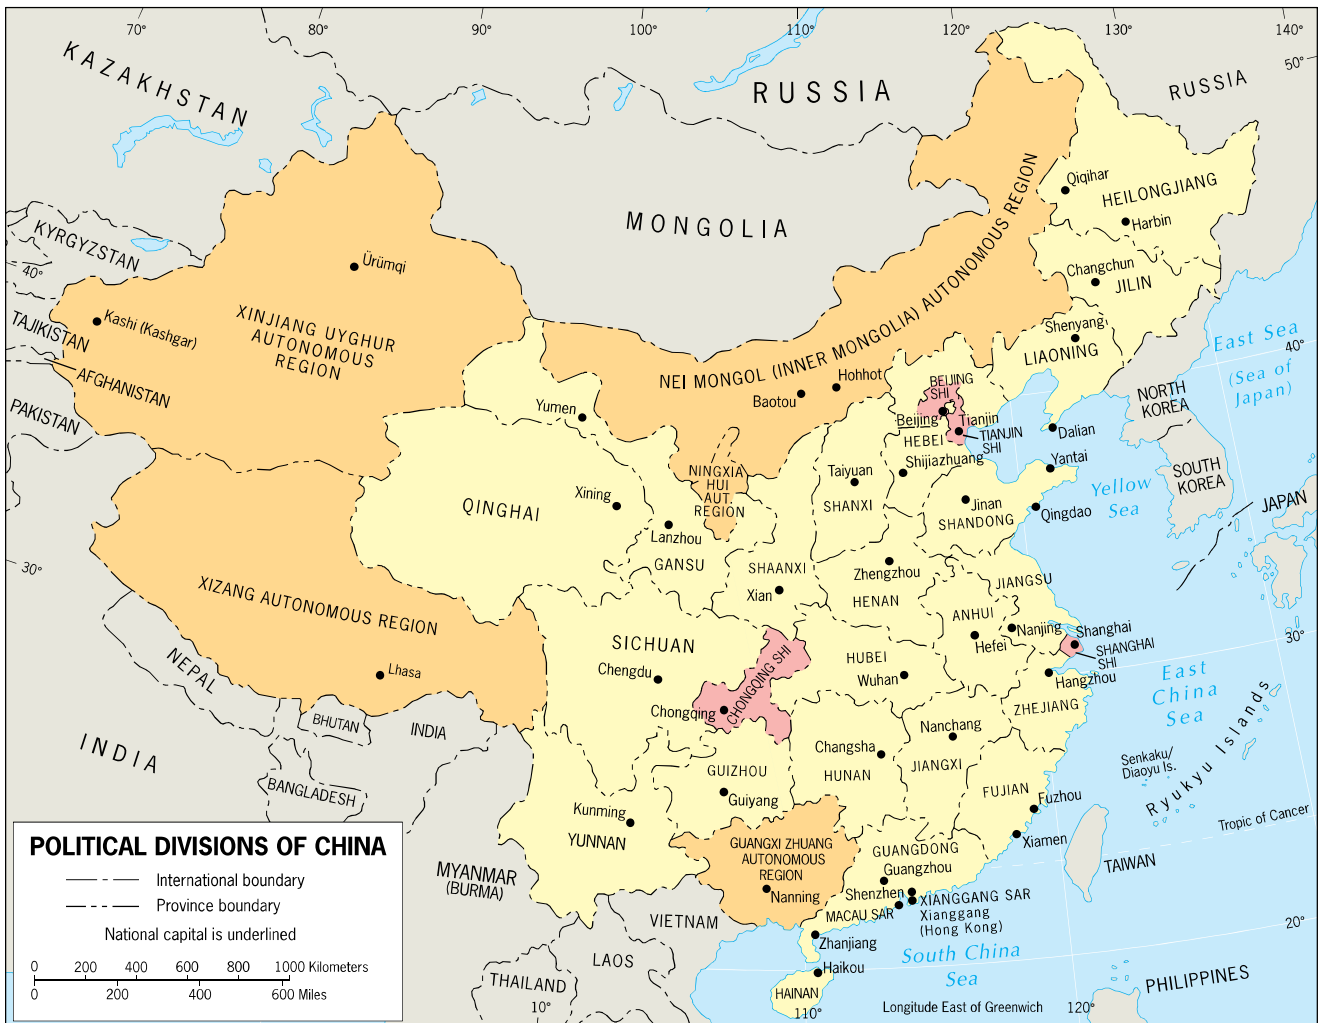 70°
80°
90°
100°
110°
120°
130°
140°
50°
KAZAKHSTAN
RUSSIA
RUSSIA
MONGOLIA
Qiqihar
HEILONGJIANG
Harbin
KYRGYZSTAN
40°
Ürümqi
Changchun
JILIN
NEI MONGOL (INNER MONGOLIA) AUTONOMOUS REGION
Kashi (Kashgar)
XINJIANG UYGHUR
AUTONOMOUS
REGION
TAJIKISTAN
AFGHANISTAN
PAKISTAN
Shenyang
LIAONING
East Sea
(Sea of
Japan)
40°
Hohhot
Baotou
BEIJING
SHI
Beijing
Tianjin
TIANJIN
SHI
HEBEI
NORTH
KOREA
Dalian
Yumen
Shijiazhuang
Yantai
SOUTH
KOREA
NINGXIA
HUI
AUT.
REGION
Taiyuan
SHANXI
Jinan
SHANDONG
Qingdao
Yellow
Sea
JAPAN
QINGHAI
Xining
Lanzhou
GANSU
SHAANXI
Xian
Zhengzhou
HENAN
JIANGSU
ANHUI
Nanjing
Hefei
Shanghai
SHANGHAI
SHI
30°
30°
XIZANG AUTONOMOUS REGION
Lhasa
SICHUAN
Chengdu
CHONGQING SHI
Chongqing
HUBEI
Wuhan
Hangzhou
ZHEJIANG
East
China
Sea
NEPAL
BHUTAN
INDIA
INDIA
BANGLADESH
Changsha
HUNAN
Nanchang
JIANGXI
GUIZHOU
Guiyang
FUJIAN
Fuzhou
Senkaku/
Diaoyu Is.
Ryukyu Islands
Tropic of Cancer
Kunming
YUNNAN
GUANGXI ZHUANG
AUTONOMOUS
REGION
Nanning
GUANGDONG
Guangzhou
Shenzhen
MACAU SAR
XIANGGANG SAR
Xianggang
(Hong Kong)
Xiamen
TAIWAN
MYANMAR
(BURMA)
VIETNAM
LAOS
THAILAND
Zhanjiang
Haikou
HAINAN
South China
Sea
20°
PHILIPPINES
10°
110°
Longitude East of Greenwich
120°
POLITICAL DIVISIONS OF CHINA
International boundary
Province boundary
National capital is underlined
0 200 400 600 800 1000 Kilometers
0 200 400 600 Miles